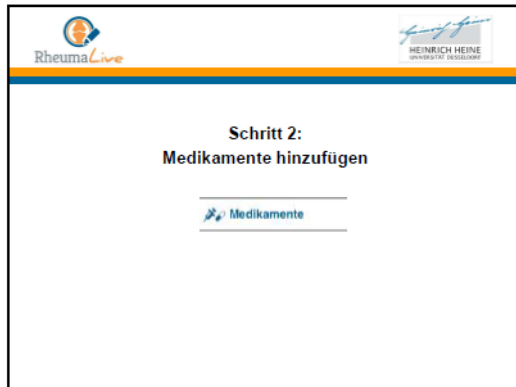 RheumaLive
HEINRICH HEINE
UNIVERSITÄT DÜSSELDORF
Schritt 2:
Medikamente hinzufügen
Medikamente